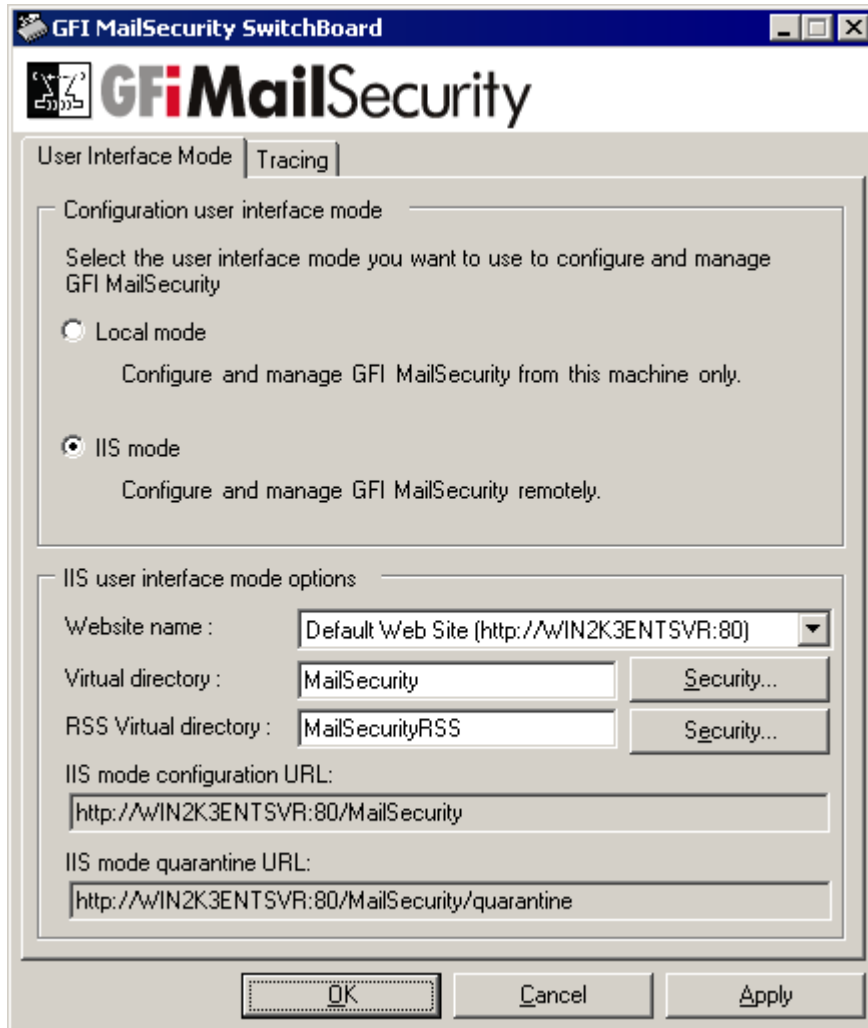 GFI MailSecurity SwitchBoard
GFiMailSecurity
User Interface Mode
Tracing
Configuration user interface mode
Select the user interface mode you want to use to configure and manage
GFI MailSecurity
Local mode
Configure and manage GFI MailSecurity from this machine only.
IIS mode
Configure and manage GFI MailSecurity remotely.
IIS user interface mode options
Website name :
Default Web Site (http://WIN2K3ENTSVR:80)
Virtual directory :
MailSecurity
Security...
RSS Virtual directory :
MailSecurityRSS
Security...
IIS mode configuration URL:
http://WIN2K3ENTSVR:80/MailSecurity
IIS mode quarantine URL:
http://WIN2K3ENTSVR:80/MailSecurity/quarantine
OK
Cancel
Apply